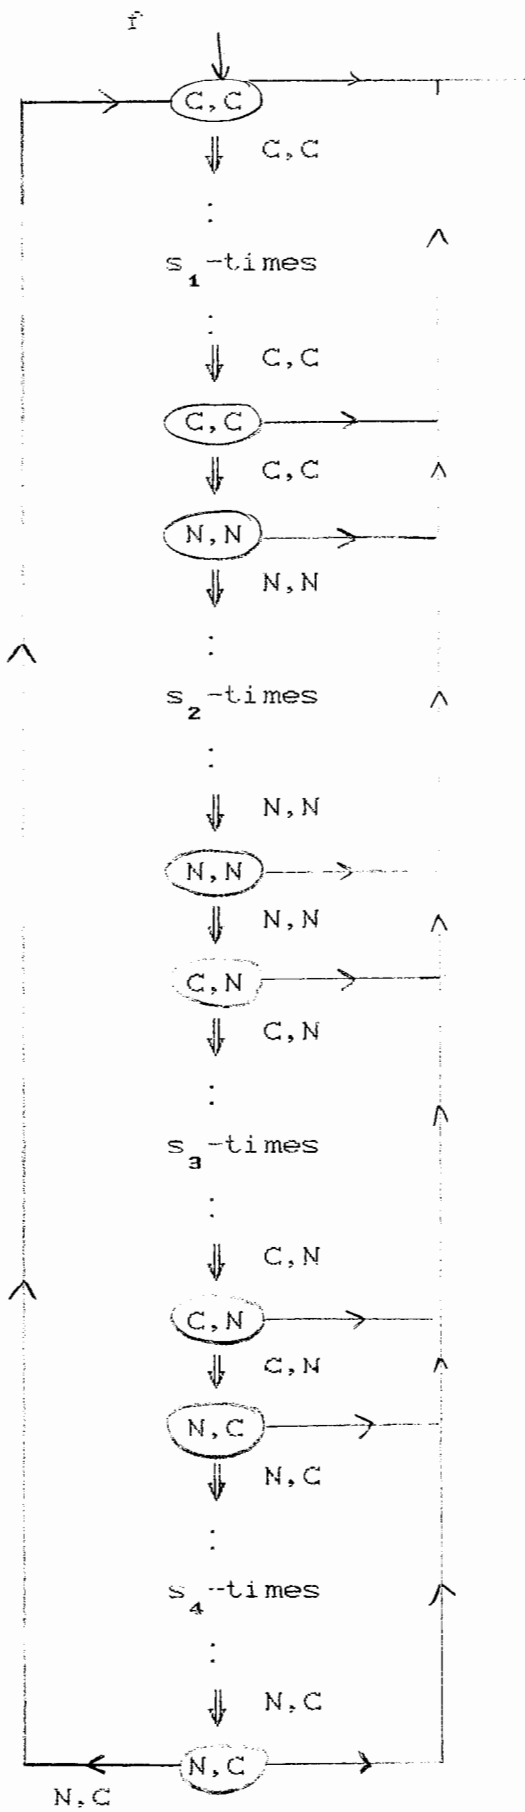 f
C,C
C,C
:
s₁-times
:
C,C
C,C
C,C
N,N
N,N
:
s₂-times
:
N,N
N,N
N,N
C,N
C,N
:
s₃-times
:
C,N
C,N
C,N
N,C
N,C
:
s₄-times
:
N,C
N,C
N,C